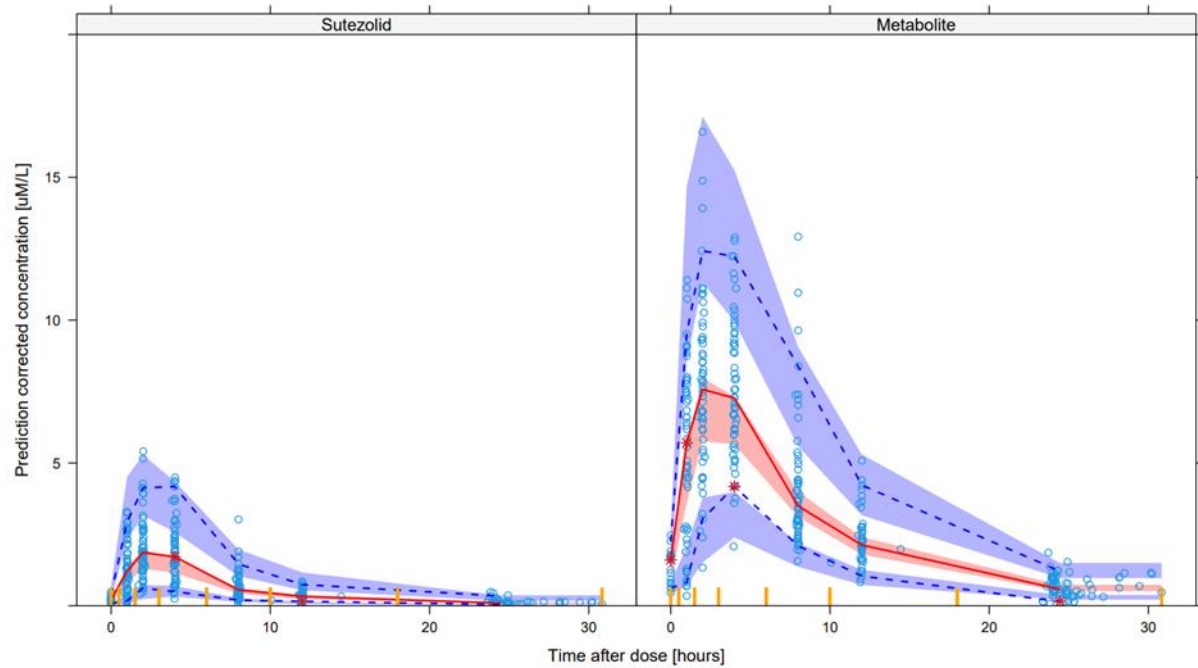 Sutezolid Metabolite
Prediction corrected concentration [uM/L]
15
10
5
0 10 20 30 0 10 20 30
Time after dose [hours]